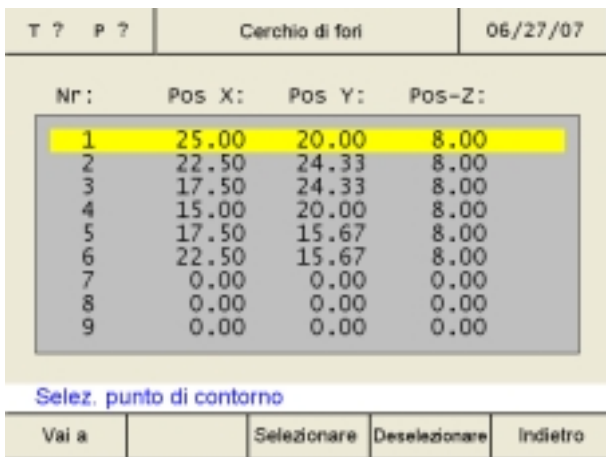 T ? P ? Cerchio di fori 06/27/07
Nr: Pos X: Pos Y: Pos-Z:
1 25.00 20.00 8.00
2 22.50 24.33 8.00
3 17.50 24.33 8.00
4 15.00 20.00 8.00
5 17.50 15.67 8.00
6 22.50 15.67 8.00
7 0.00 0.00 0.00
8 0.00 0.00 0.00
9 0.00 0.00 0.00
Selez. punto di contorno
Vai a Selezionare Deselezionare Indietro